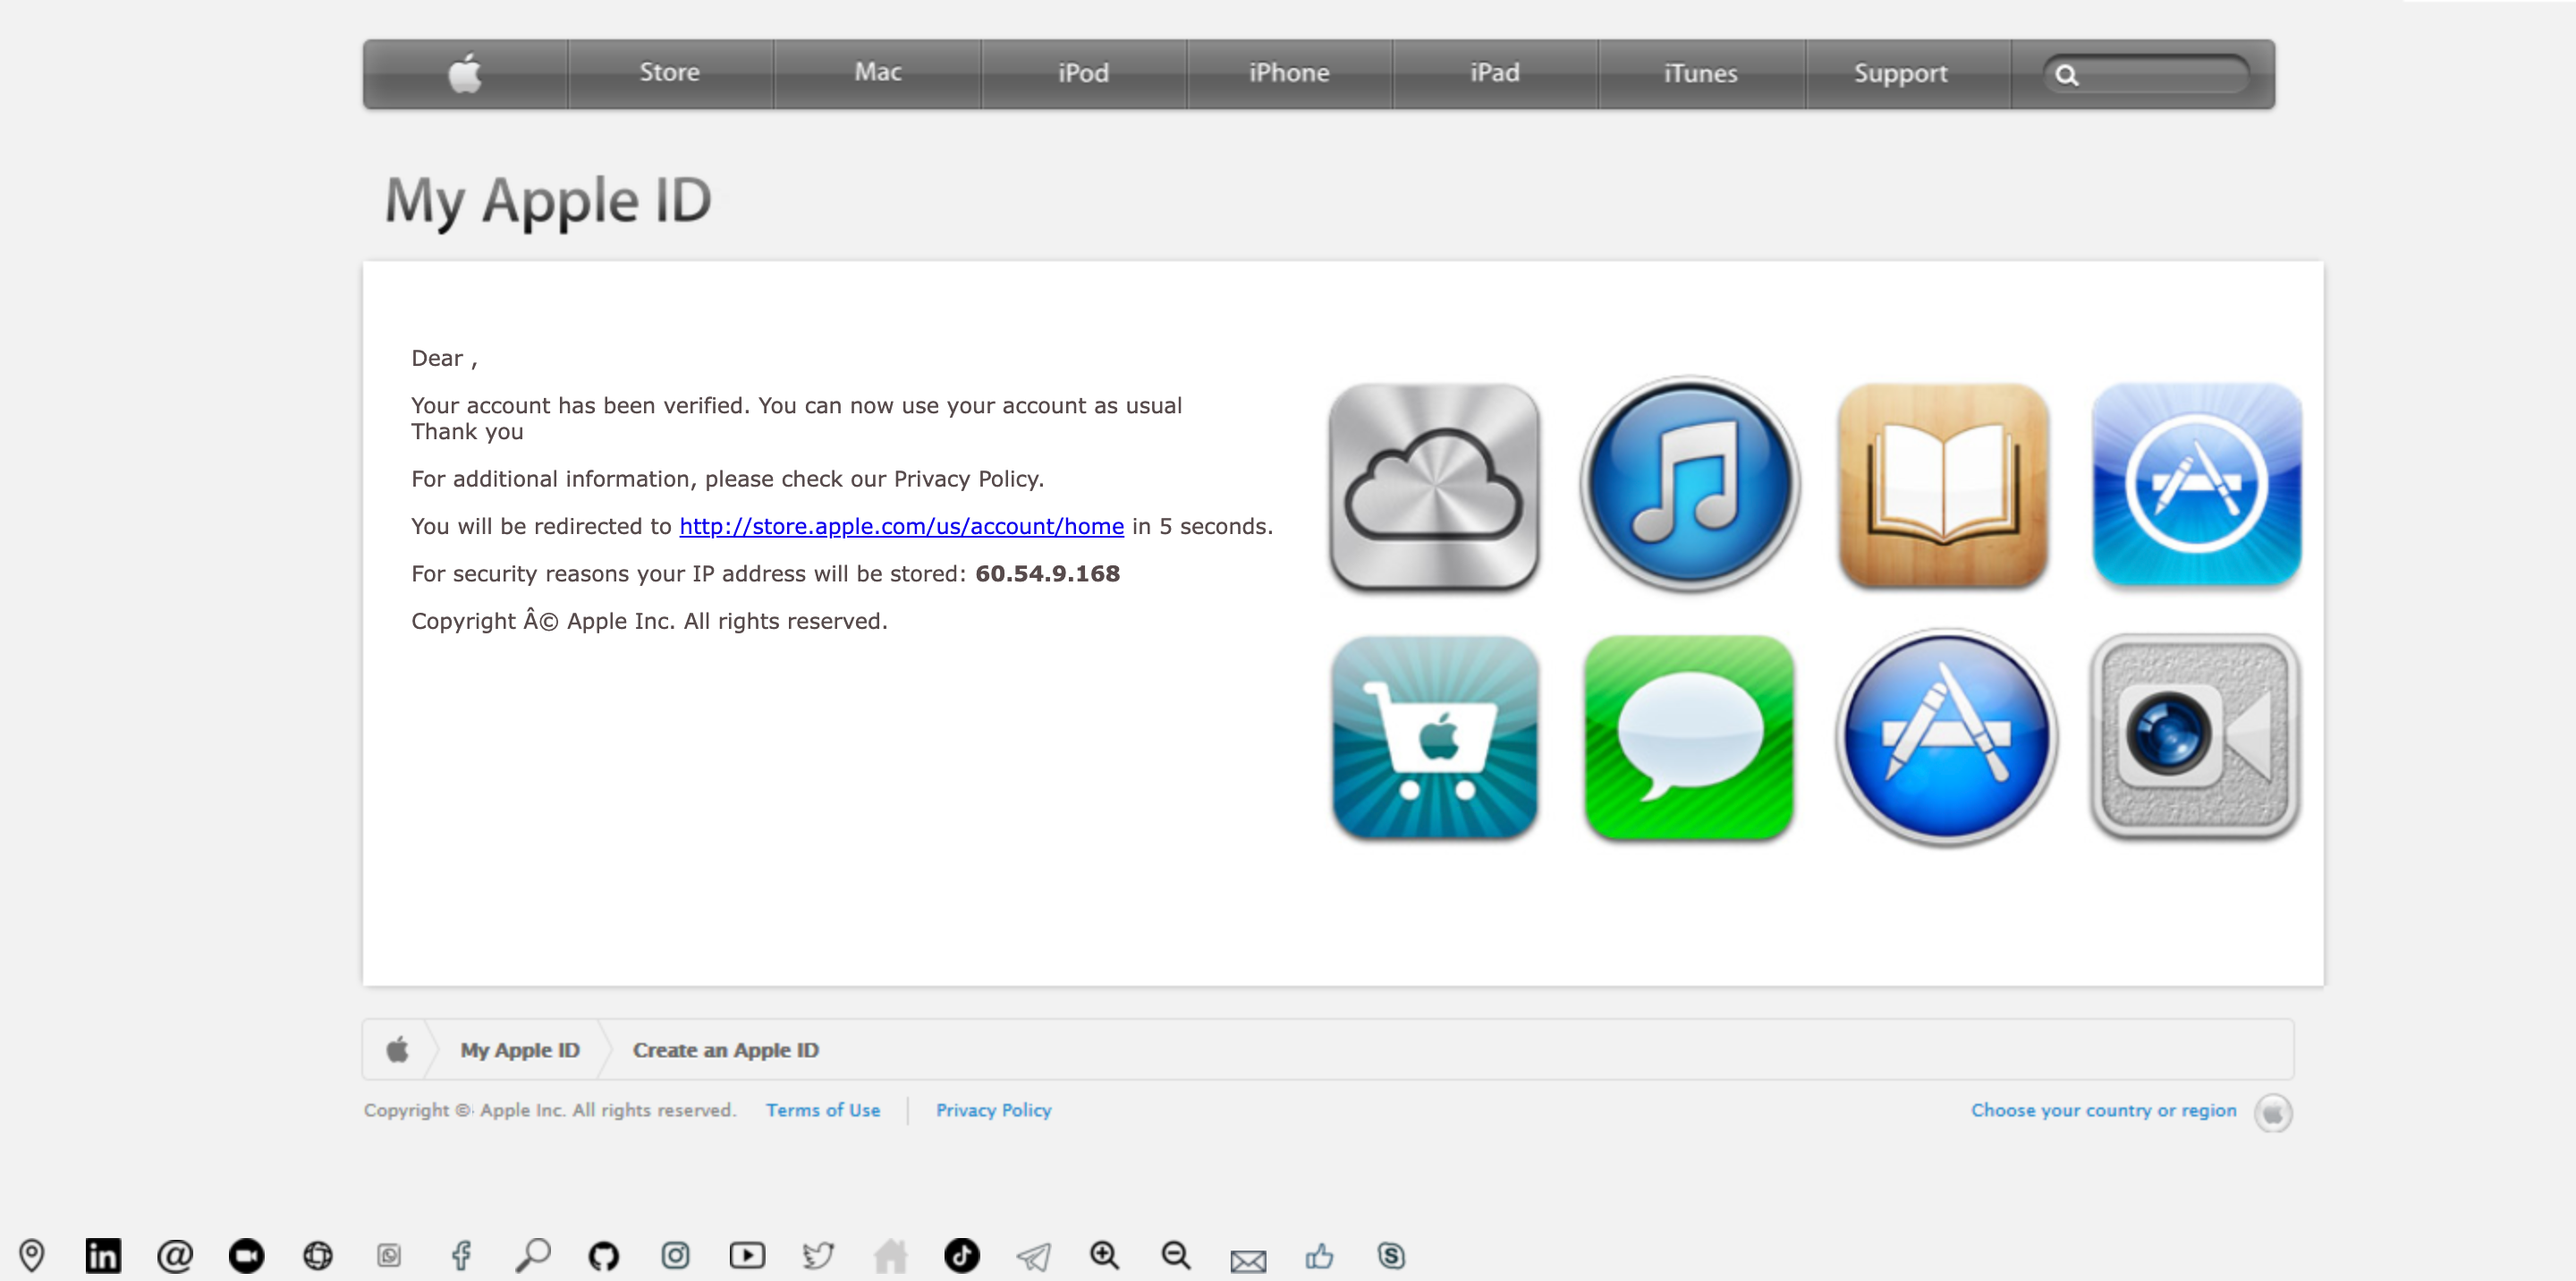 Store Mac iPod iPhone iPad iTunes Support
My Apple ID
Dear ,
Your account has been verified. You can now use your account as usual
Thank you
For additional information, please check our Privacy Policy.
You will be redirected to http://store.apple.com/us/account/home in 5 seconds.
For security reasons your IP address will be stored: 60.54.9.168
Copyright Â© Apple Inc. All rights reserved.
My Apple ID Create an Apple ID
Copyright © Apple Inc. All rights reserved. Terms of Use Privacy Policy Choose your country or region